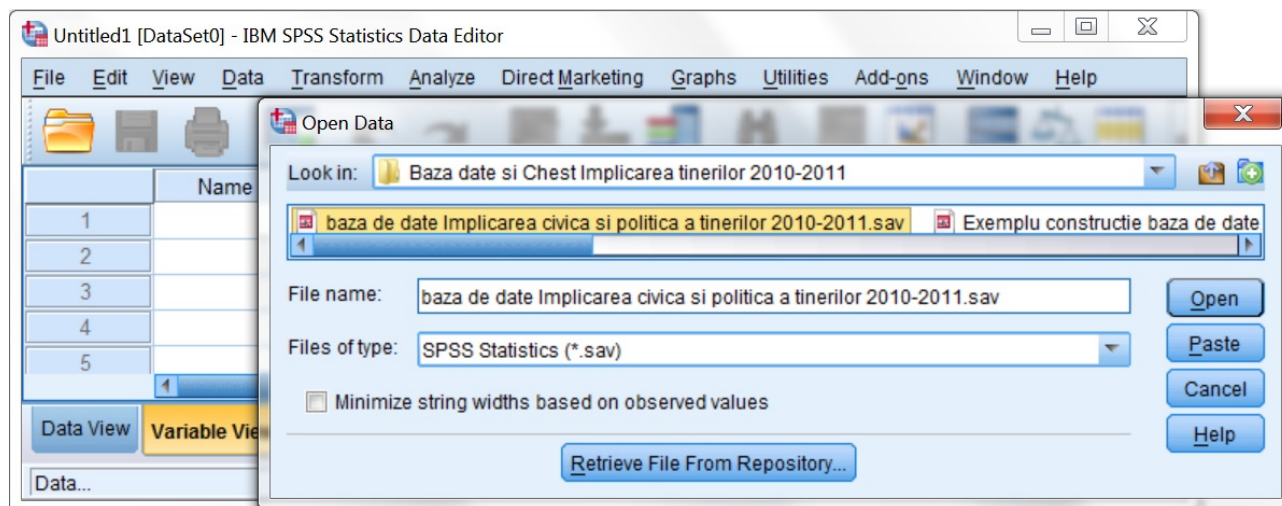 Untitled1 [DataSet0] - IBM SPSS Statistics Data Editor
File Edit View Data Transform Analyze Direct Marketing Graphs Utilities Add-ons Window Help
Open Data
Look in: Baza date si Chest Implicarea tinerilor 2010-2011
Name
baza de date Implicarea civica si politica a tinerilor 2010-2011.sav Exemplu constructie baza de date
1
2
3
4
5
File name: baza de date Implicarea civica si politica a tinerilor 2010-2011.sav
Open
Files of type: SPSS Statistics (*.sav)
Paste
Minimize string widths based on observed values
Cancel
Help
Retrieve File From Repository...
Data View Variable Vie
Data...